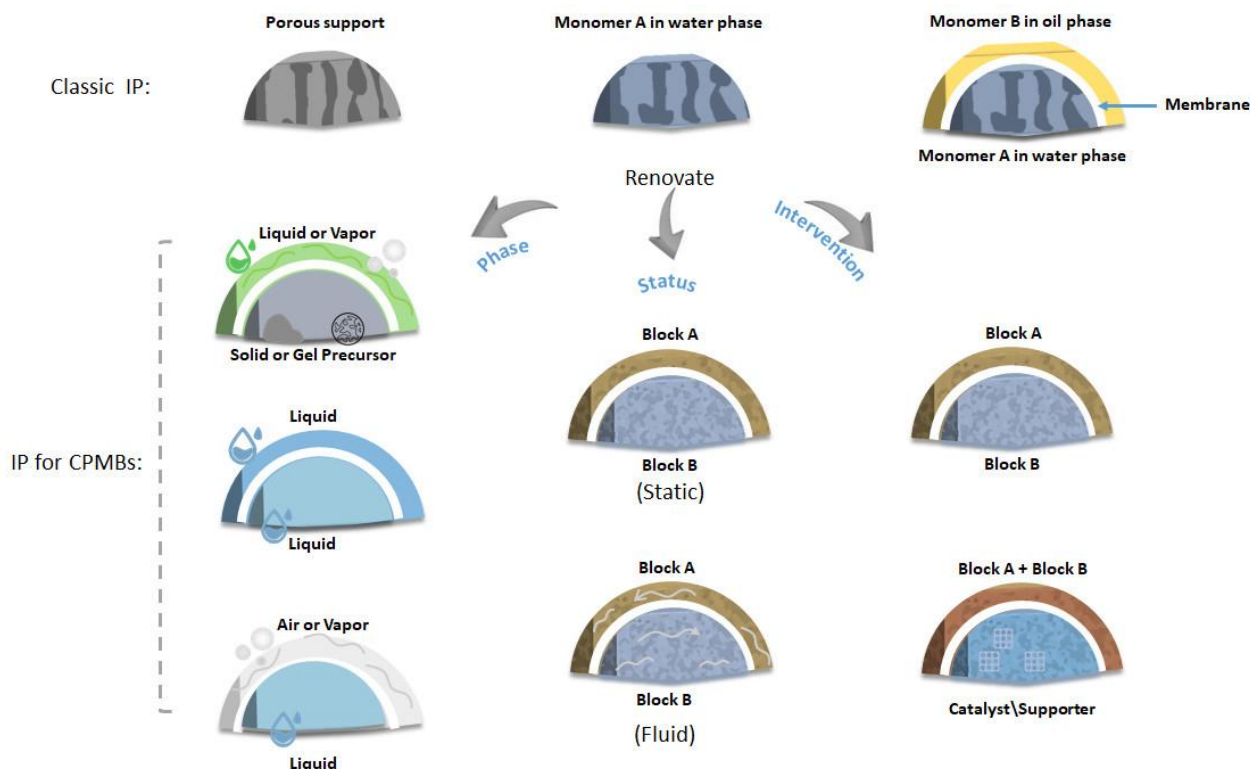 Porous support
Monomer A in water phase
Monomer B in oil phase
Classic IP:
Membrane
Monomer A in water phase
Renovate
Phase
Status
Intervention
IP for CPMBs:
Liquid or Vapor
Solid or Gel Precursor
Liquid
Liquid
Air or Vapor
Liquid
Block A
Block B
(Static)
Block A
Block B
(Fluid)
Block A
Block B
Block A + Block B
Catalyst\Supporter